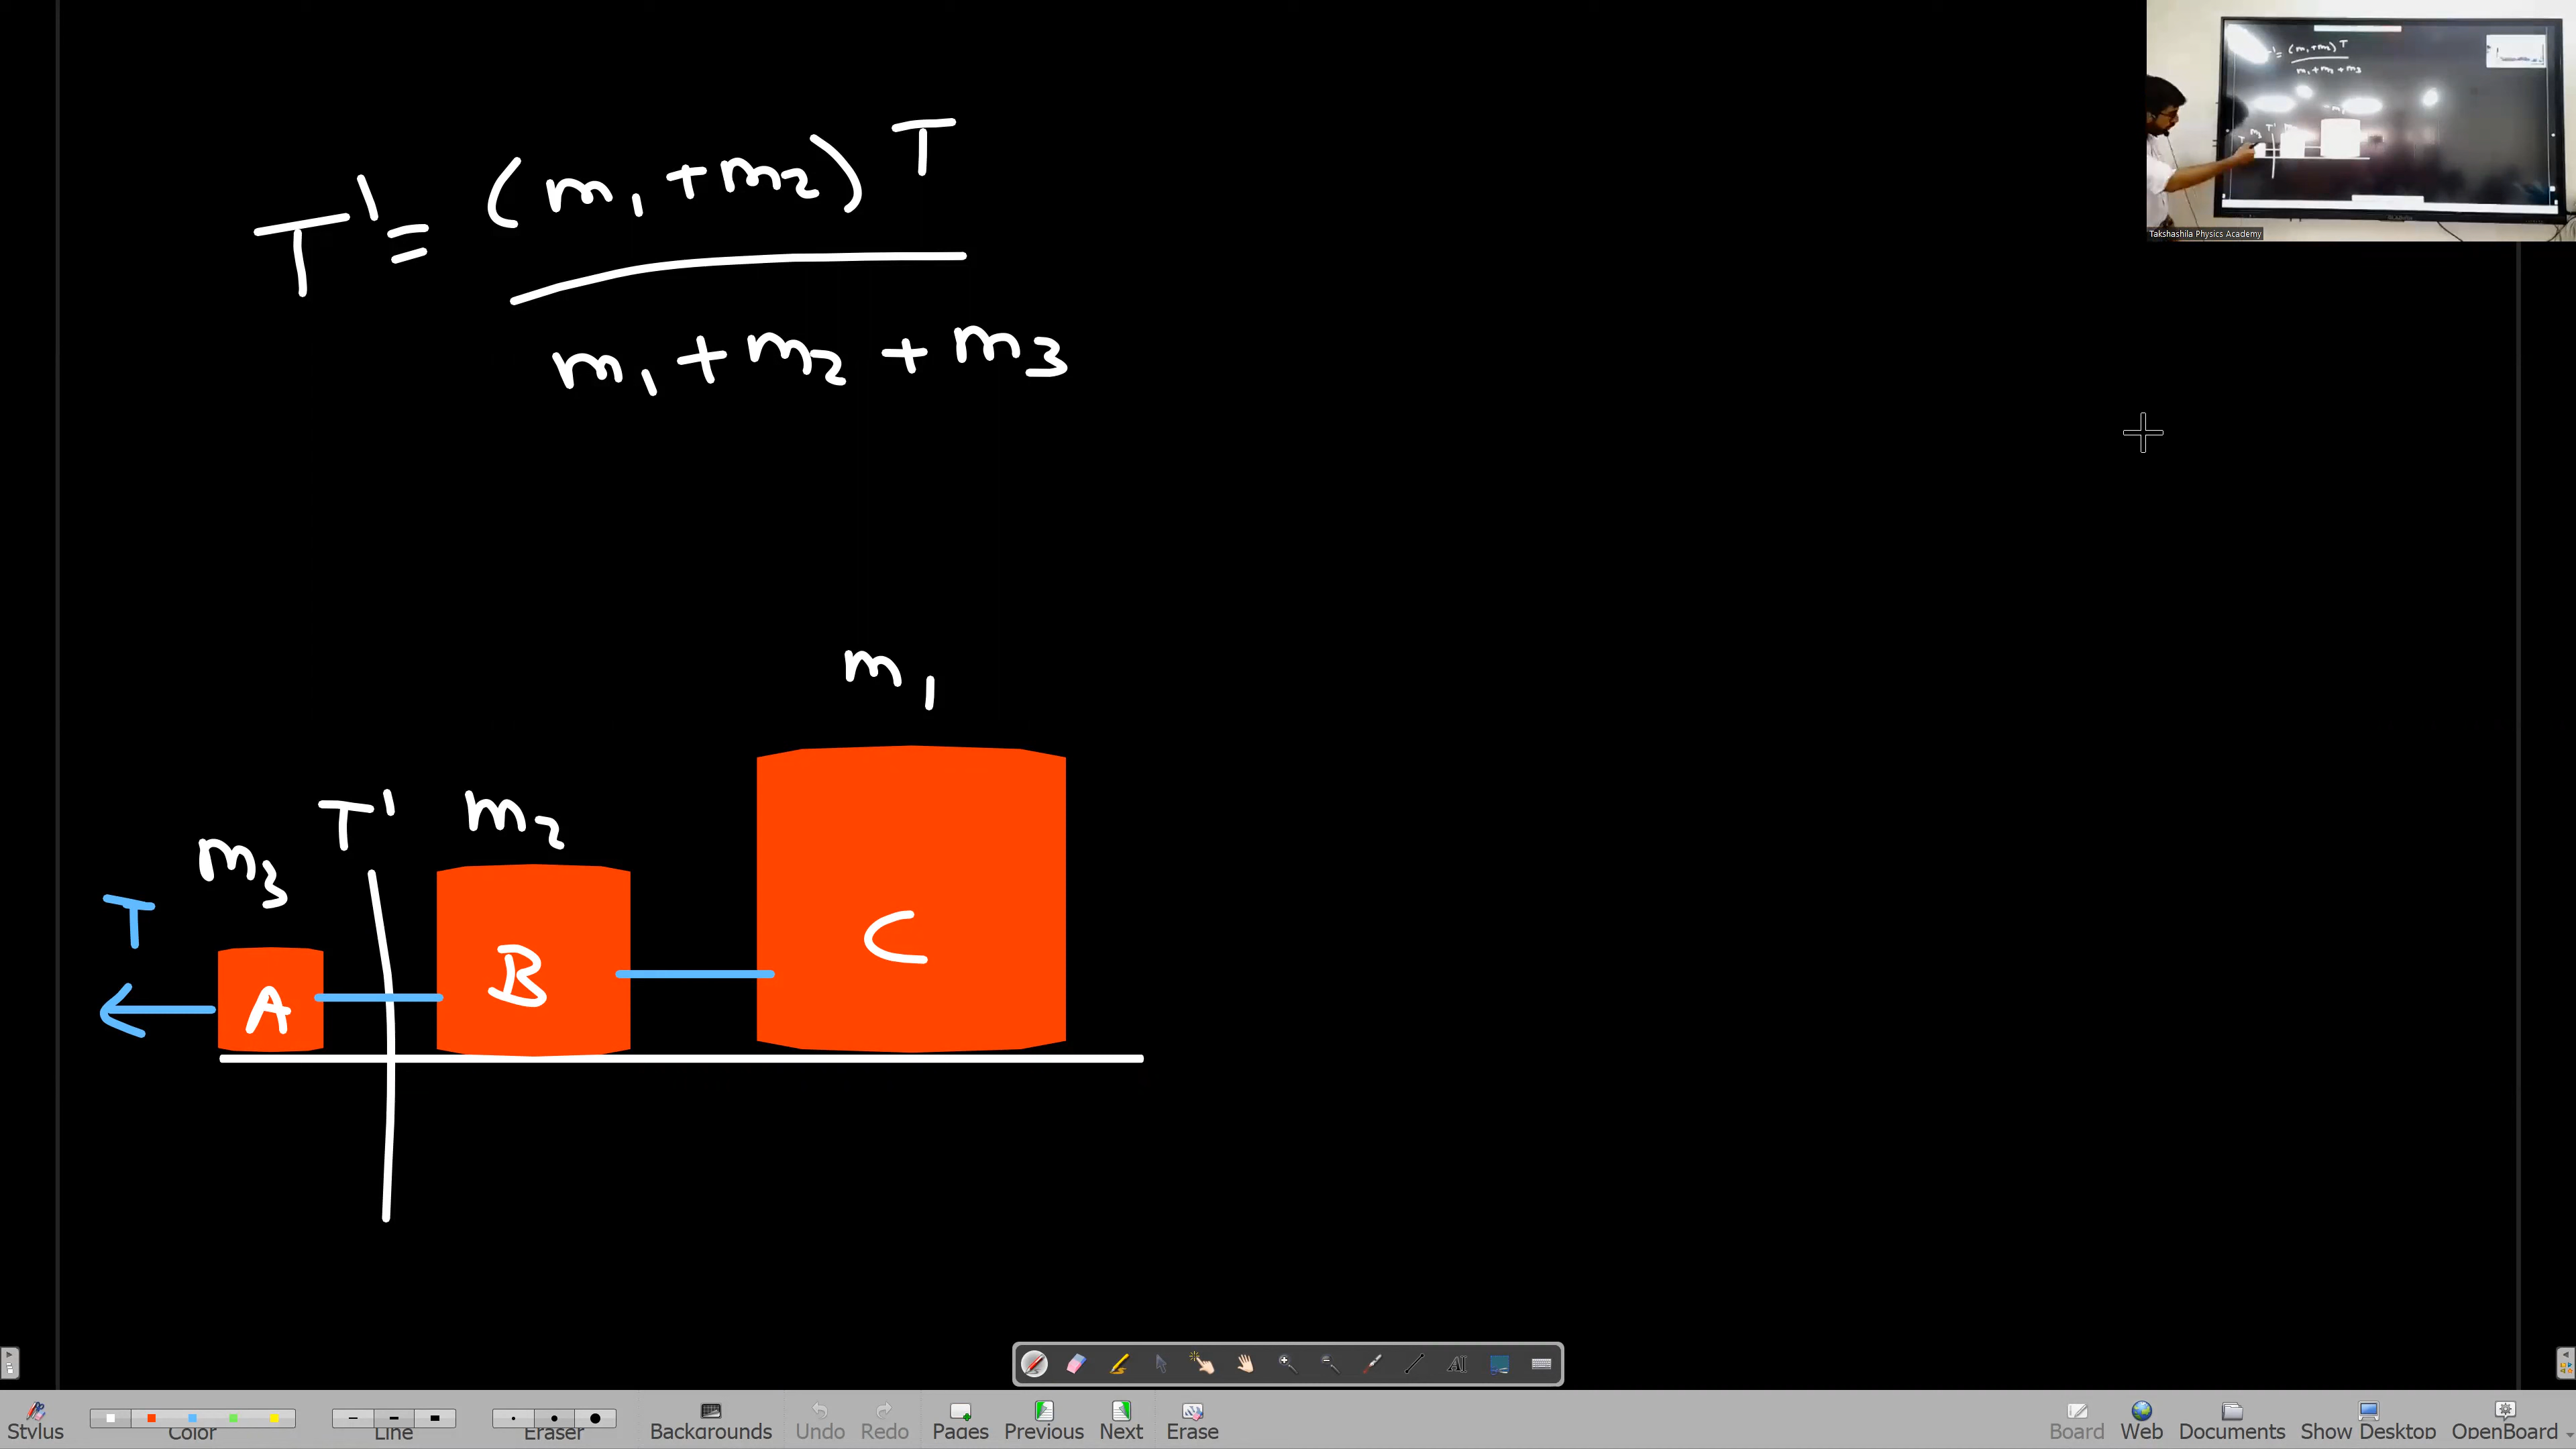 T' = (m1 + m2) T
m1 + m2 + m3
Takshashila Physics Academy
m1
T' m2
m3
T
A B C
Stylus Color Line Eraser Backgrounds Undo Redo Pages Previous Next Erase Board Web Documents Show Desktop OpenBoard